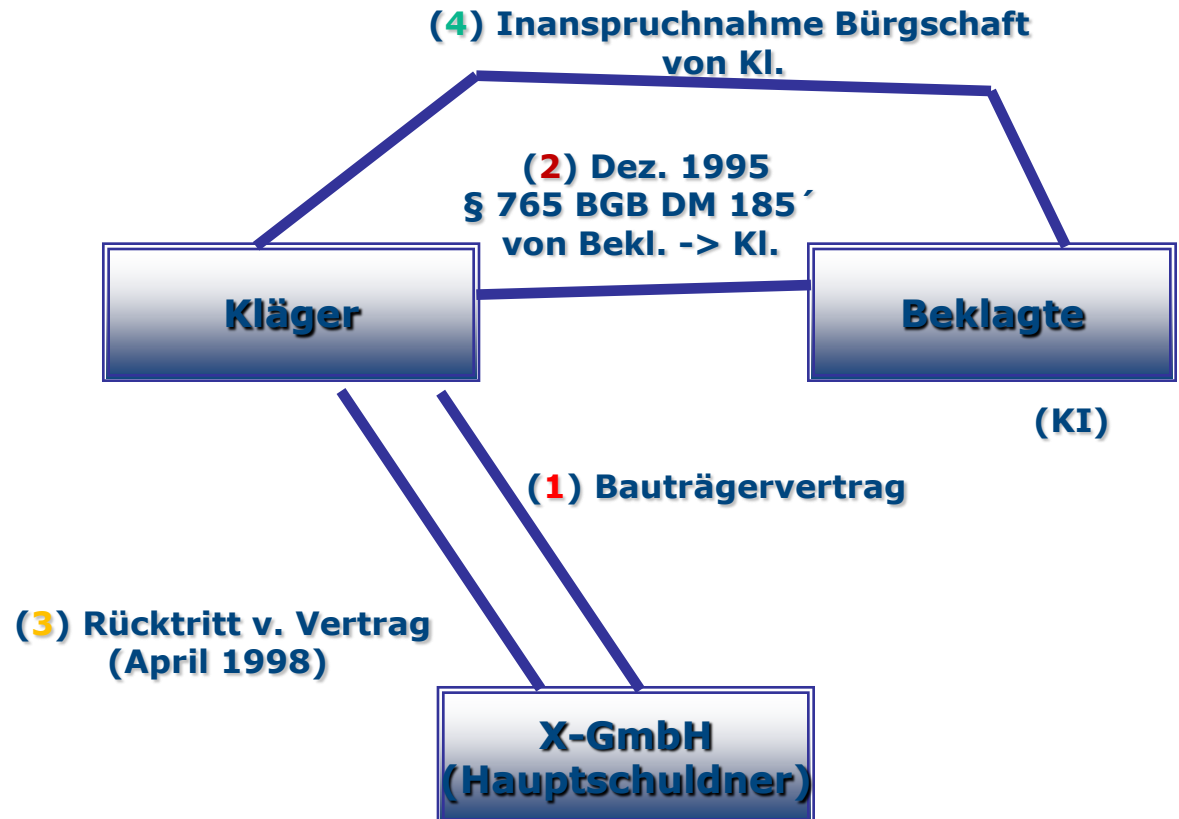 (4) Inanspruchnahme Bürgschaft
von Kl.
(2) Dez. 1995
§ 765 BGB DM 185´
von Bekl. -> Kl.
Kläger
Beklagte
(KI)
(1) Bauträgervertrag
(3) Rücktritt v. Vertrag
(April 1998)
X-GmbH
(Hauptschuldner)